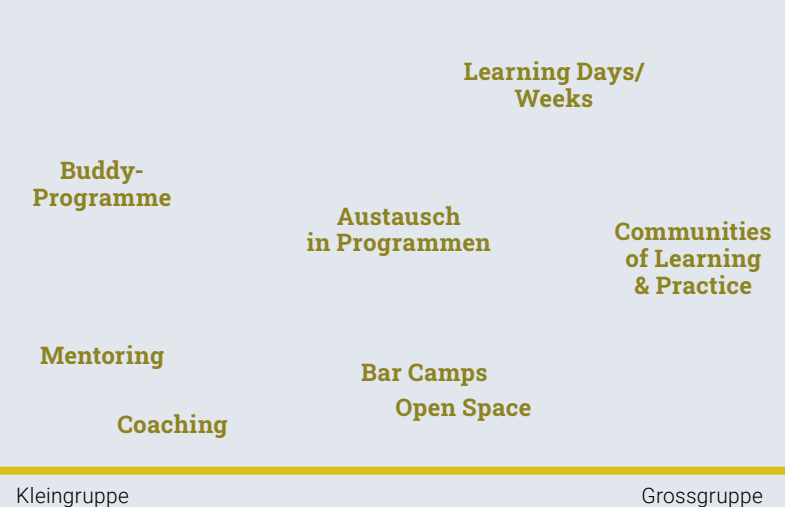 Learning Days/
Weeks
Buddy-
Programme
Austausch
in Programmen
Communities
of Learning
& Practice
Mentoring
Bar Camps
Open Space
Coaching
Kleingruppe
Grossgruppe